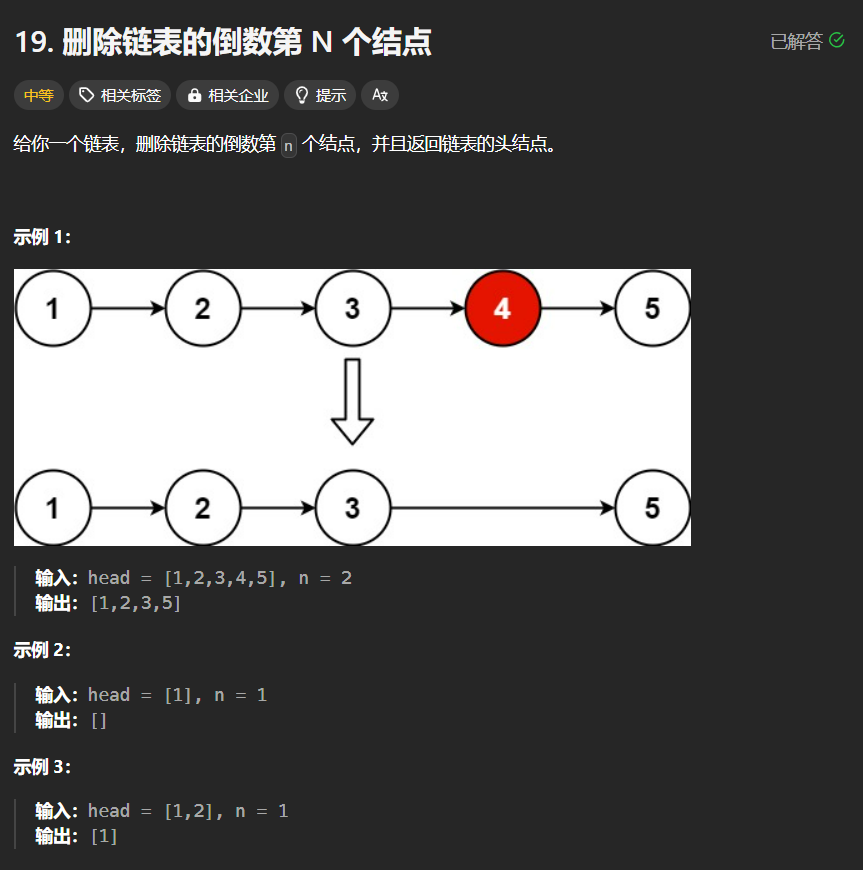 19. 删除链表的倒数第 N 个结点
已解答
中等 相关标签 相关企业 提示 Aх
给你一个链表，删除链表的倒数第 n 个结点，并且返回链表的头结点。
示例 1：
1 2 3 4 5
1 2 3 5
输入：head = [1,2,3,4,5], n = 2
输出：[1,2,3,5]
示例 2：
输入：head = [1], n = 1
输出：[]
示例 3：
输入：head = [1,2], n = 1
输出：[1]